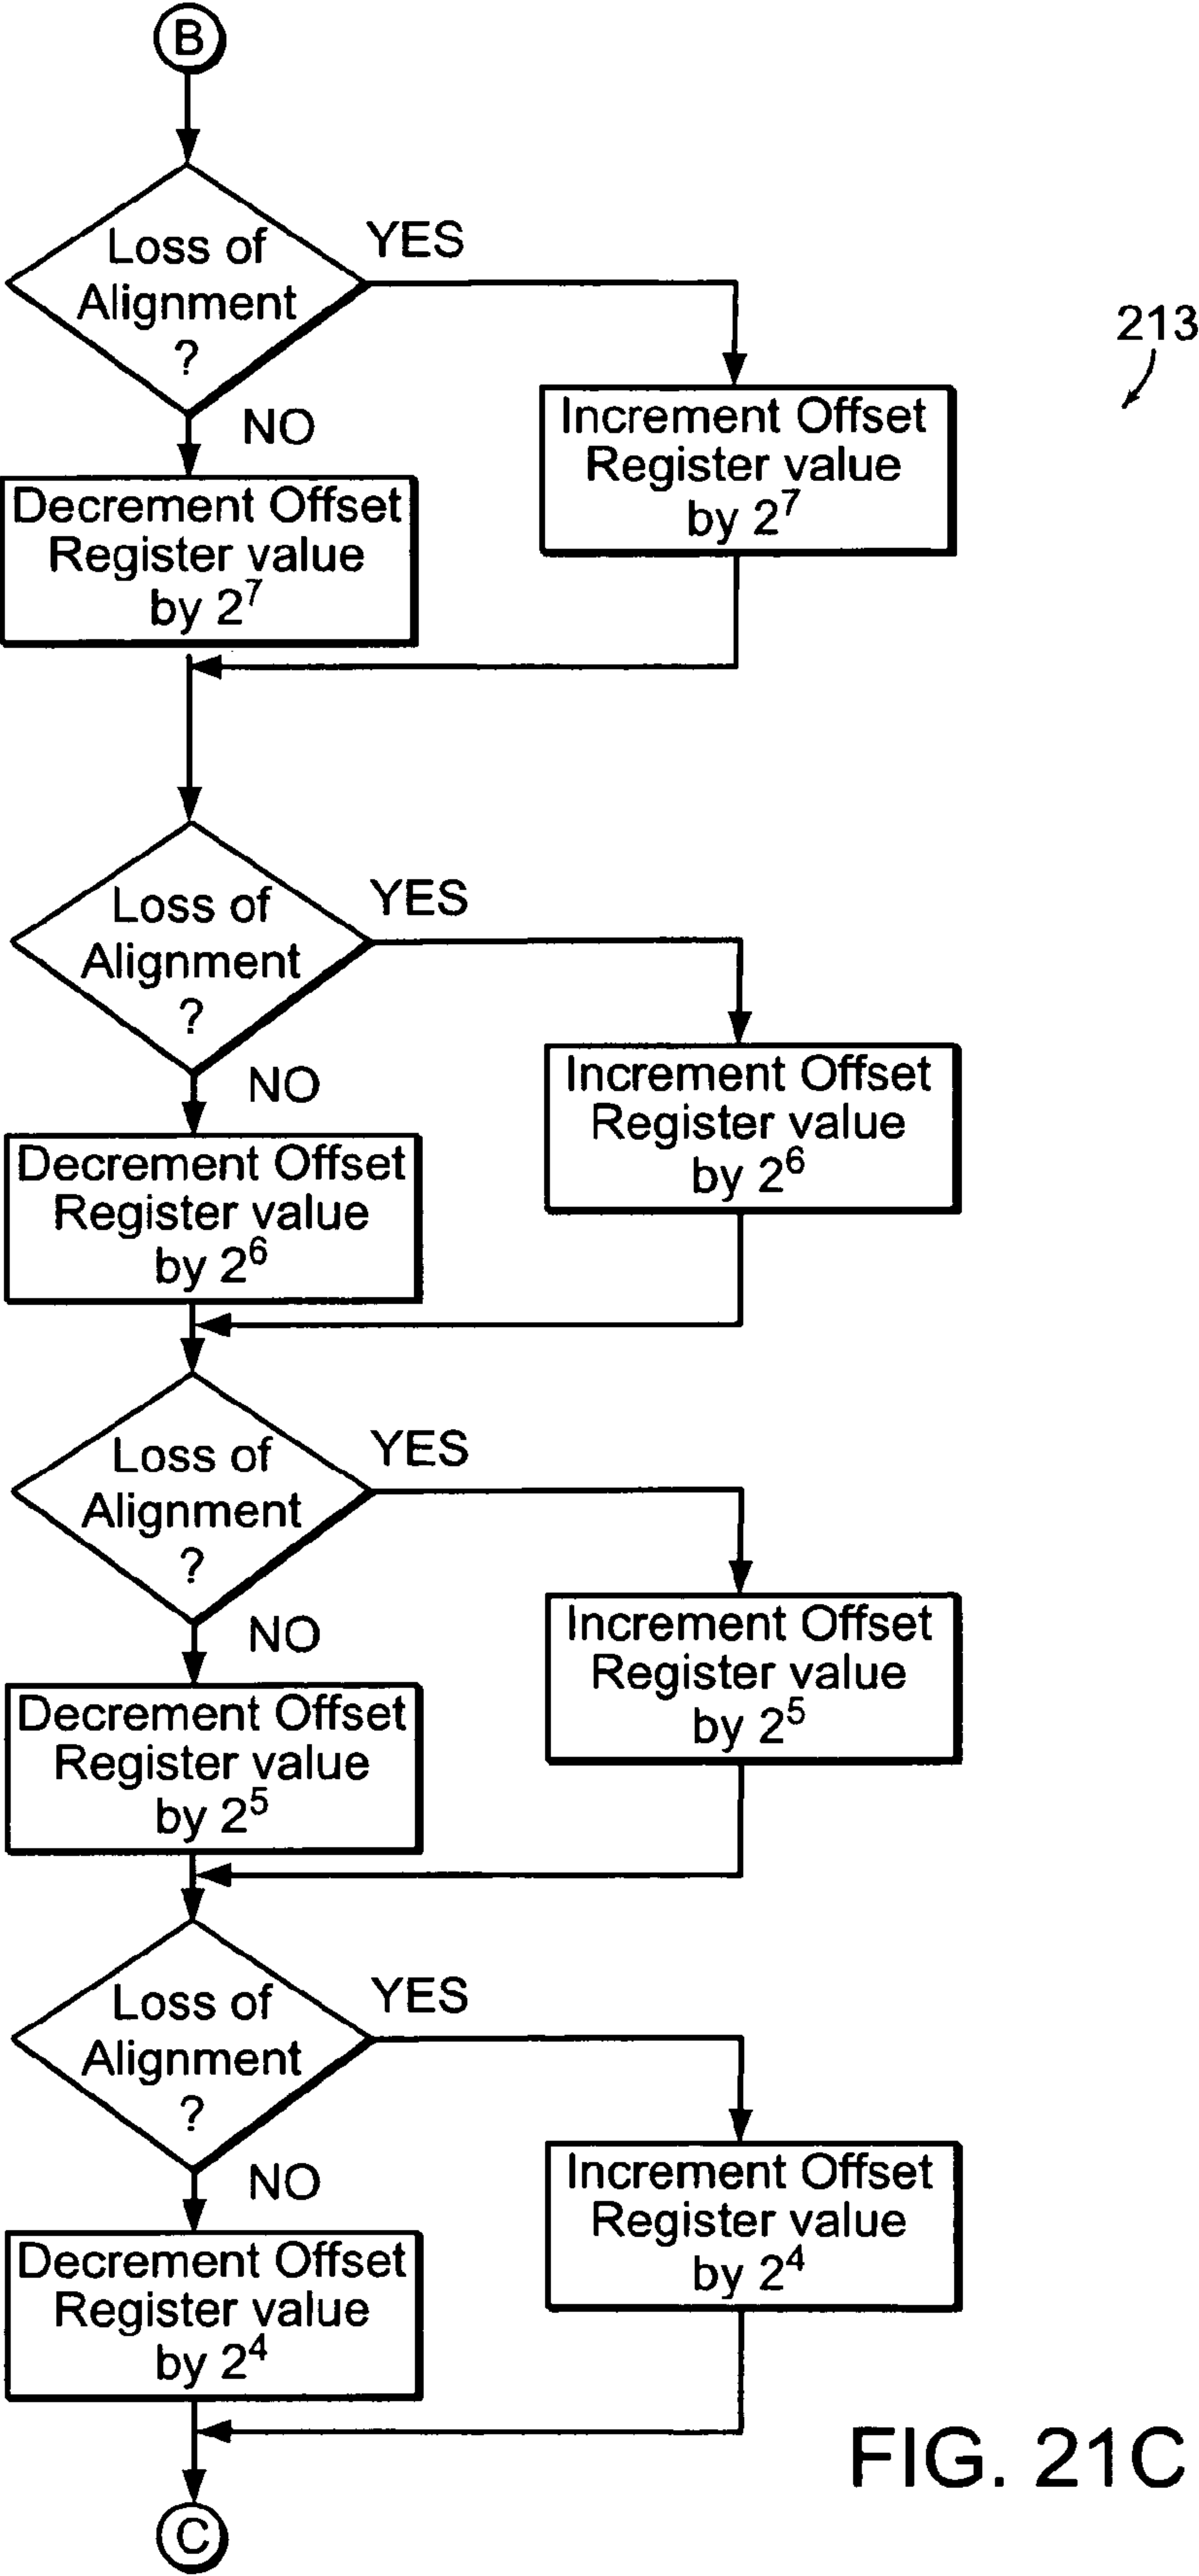 B
Loss of
Alignment
?
YES
NO
213
Increment Offset
Register value
by 2⁷
Decrement Offset
Register value
by 2⁷
Loss of
Alignment
?
YES
NO
Increment Offset
Register value
by 2⁶
Decrement Offset
Register value
by 2⁶
Loss of
Alignment
?
YES
NO
Increment Offset
Register value
by 2⁵
Decrement Offset
Register value
by 2⁵
Loss of
Alignment
?
YES
NO
Increment Offset
Register value
by 2⁴
Decrement Offset
Register value
by 2⁴
C
FIG. 21C